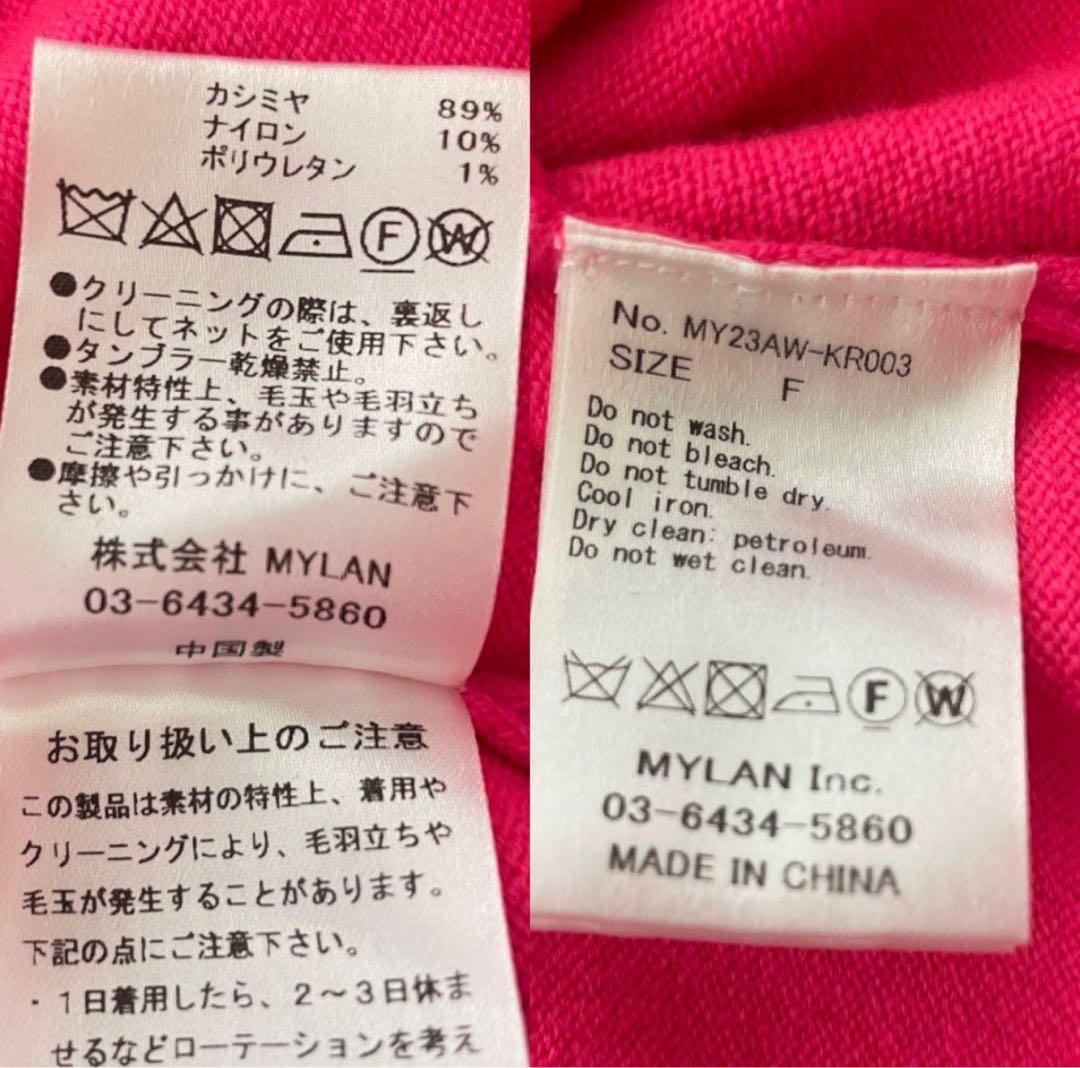 カシミヤ 89%
ナイロン 10%
ポリウレタン 1%
F W
●クリーニングの際は、裏返し
にしてネットをご使用下さい。
●タンブラー乾燥禁止。
●素材特性上、毛玉や毛羽立ち
が発生する事がありますので
ご注意下さい。
●摩擦や引っかけに、ご注意下
さい。
株式会社 MYLAN
03-6434-5860
中国製
お取り扱い上のご注意
この製品は素材の特性上、着用や
クリーニングにより、毛羽立ちや
毛玉が発生することがあります。
下記の点にご注意下さい。
・1日着用したら、2〜3日休ま
せるなどローテーションを考え
No. MY23AW-KR003
SIZE F
Do not wash.
Do not bleach.
Do not tumble dry.
Cool iron.
Dry clean: petroleum.
Do not wet clean.
F W
MYLAN Inc.
03-6434-5860
MADE IN CHINA